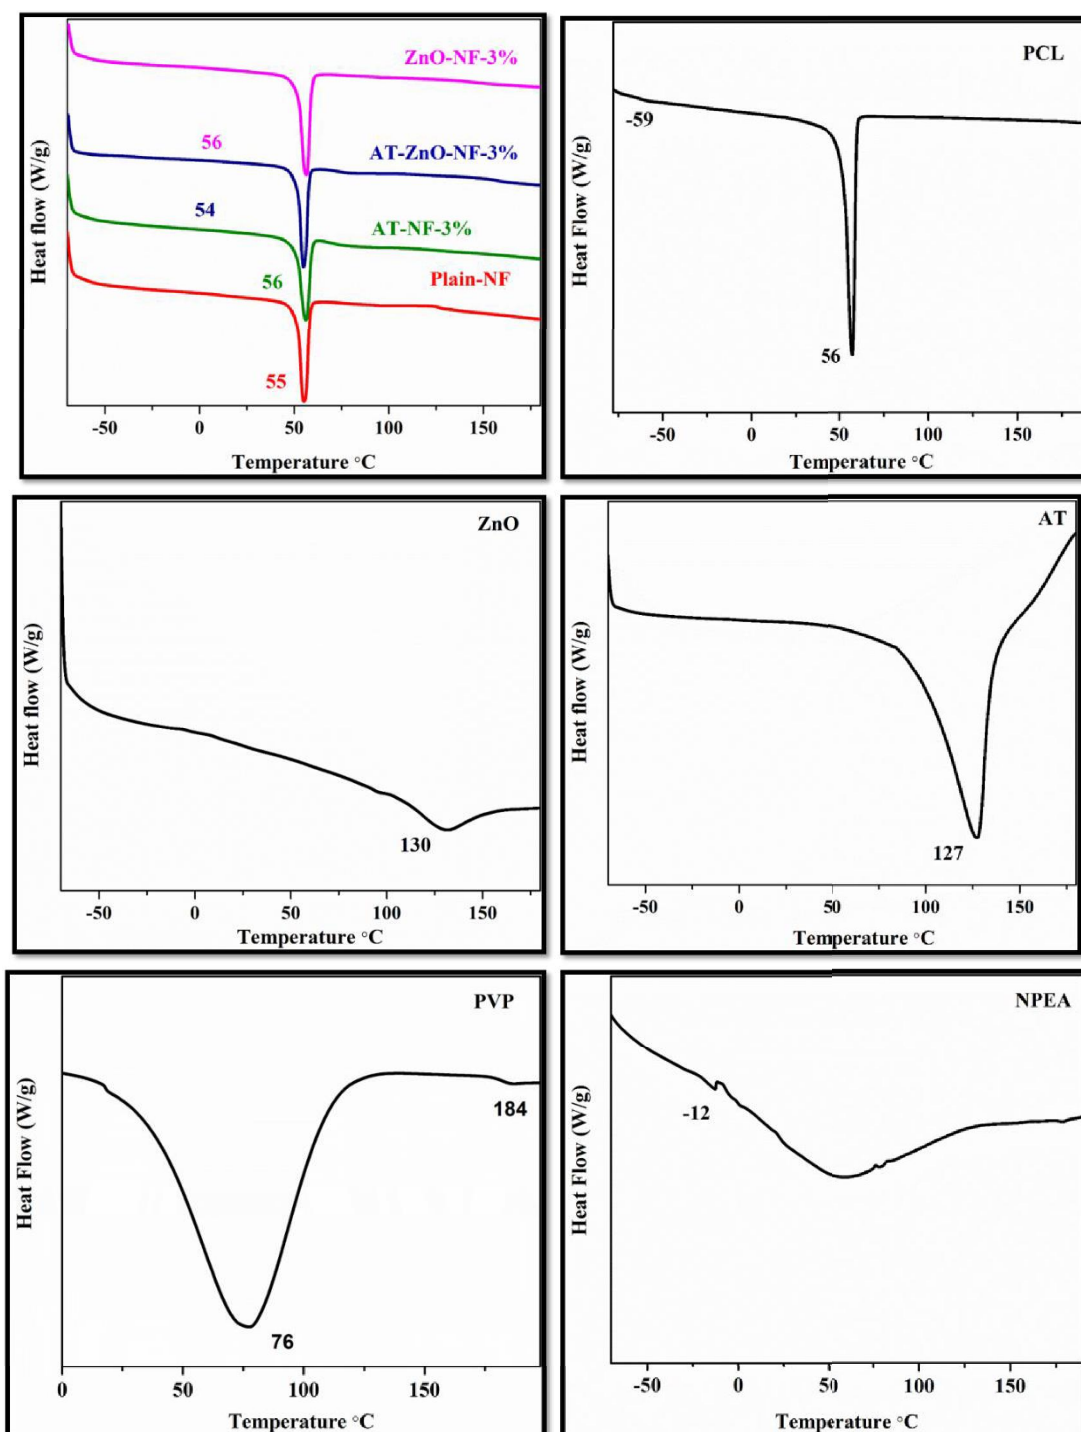 ZnO-NF-3%
56
AT-ZnO-NF-3%
54
AT-NF-3%
56
Plain-NF
55
Heat flow (W/g)
-50 0 50 100 150
Temperature °C
PCL
-59
56
Heat Flow (W/g)
-50 0 50 100 150
Temperature °C
ZnO
130
Heat flow (W/g)
-50 0 50 100 150
Temperature °C
AT
127
Heat flow (W/g)
-50 0 50 100 150
Temperature °C
PVP
184
76
Heat Flow (W/g)
0 50 100 150
Temperature °C
NPEA
-12
Heat Flow (W/g)
-50 0 50 100 150
Temperature °C